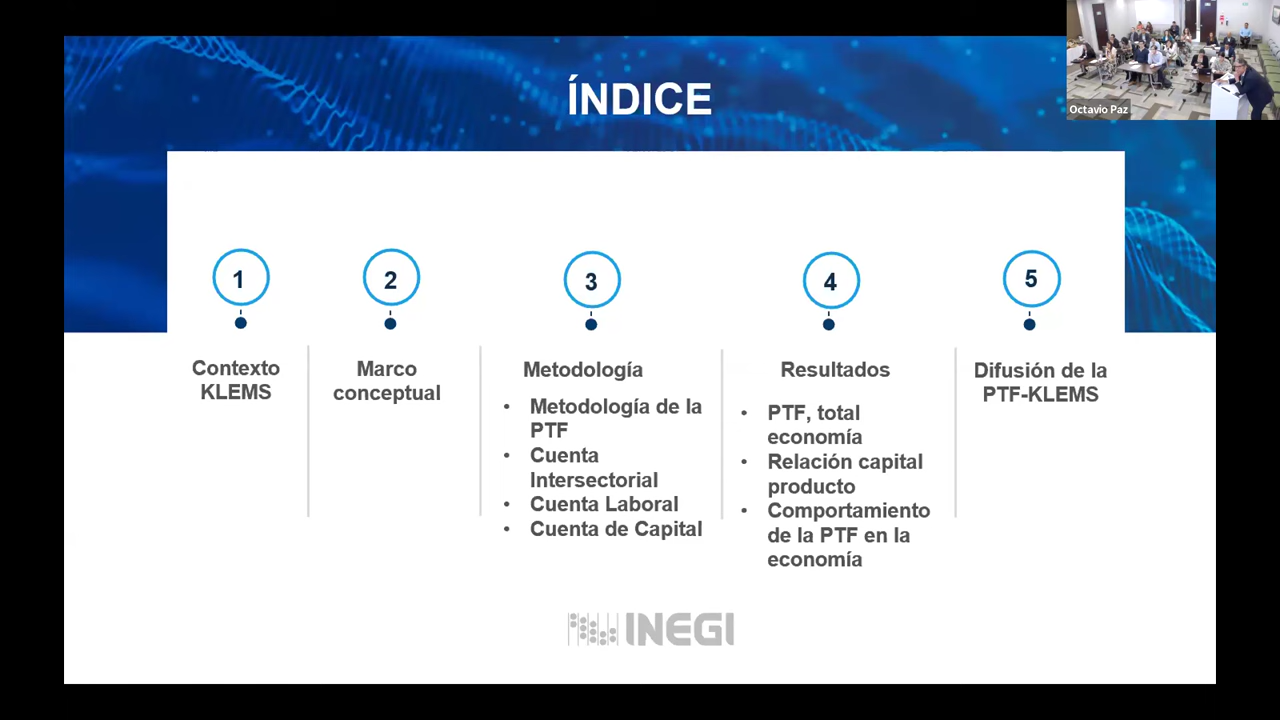 ÍNDICE
Octavio Paz
1
2
3
4
5
Contexto
KLEMS
Marco
conceptual
Metodología
• Metodología de la
PTF
• Cuenta
Intersectorial
• Cuenta Laboral
• Cuenta de Capital
Resultados
• PTF, total
economía
• Relación capital
producto
• Comportamiento
de la PTF en la
economía
Difusión de la
PTF-KLEMS
INEGI